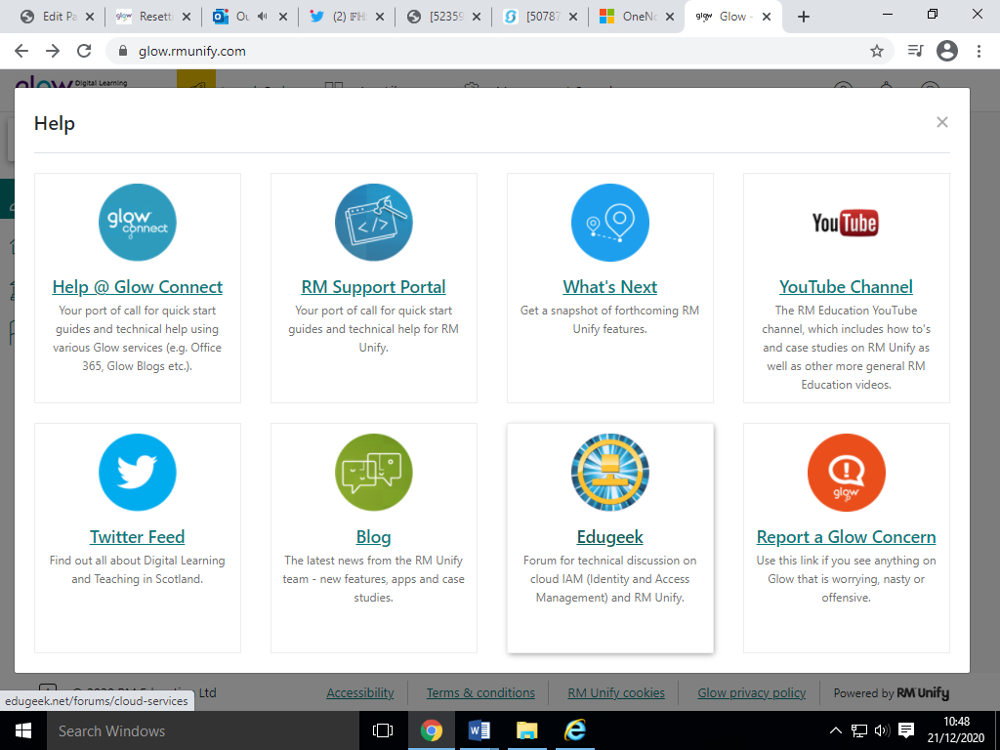 Edit Pa
Resetti
Ou
(2) FH
[52359
[50787
OneNo
Glow -
glow.rmunify.com
glow Digital Learning
Help
glow connect
Help @ Glow Connect
Your port of call for quick start
guides and technical help using
various Glow services (e.g. Office
365, Glow Blogs etc.).
RM Support Portal
Your port of call for quick start
guides and technical help for RM
Unify.
What's Next
Get a snapshot of forthcoming RM
Unify features.
YouTube
YouTube Channel
The RM Education YouTube
channel, which includes how to's
and case studies on RM Unify as
well as other more general RM
Education videos.
Twitter Feed
Find out all about Digital Learning
and Teaching in Scotland.
Blog
The latest news from the RM Unify
team - new features, apps and case
studies.
Edugeek
Forum for technical discussion on
cloud IAM (Identity and Access
Management) and RM Unify.
glow
Report a Glow Concern
Use this link if you see anything on
Glow that is worrying, nasty or
offensive.
© 2020 RM Education Ltd
Accessibility
Terms & conditions
RM Unify cookies
Glow privacy policy
Powered by RM Unify
edugeek.net/forums/cloud-services
Search Windows
10:48
21/12/2020